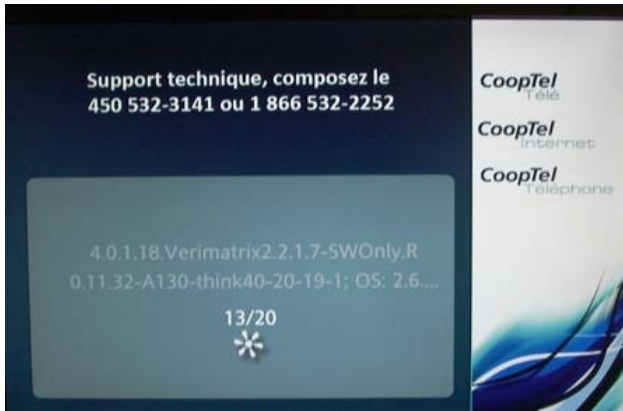 Support technique, composez le
450 532-3141 ou 1 866 532-2252
4.0.1.18.Verimatrix2.2.1.7-SWOnly.R
0.11.32-A130-think40-20-19-1; OS: 2.6....
13/20
CoopTel
Télé
CoopTel
Internet
CoopTel
Téléphone